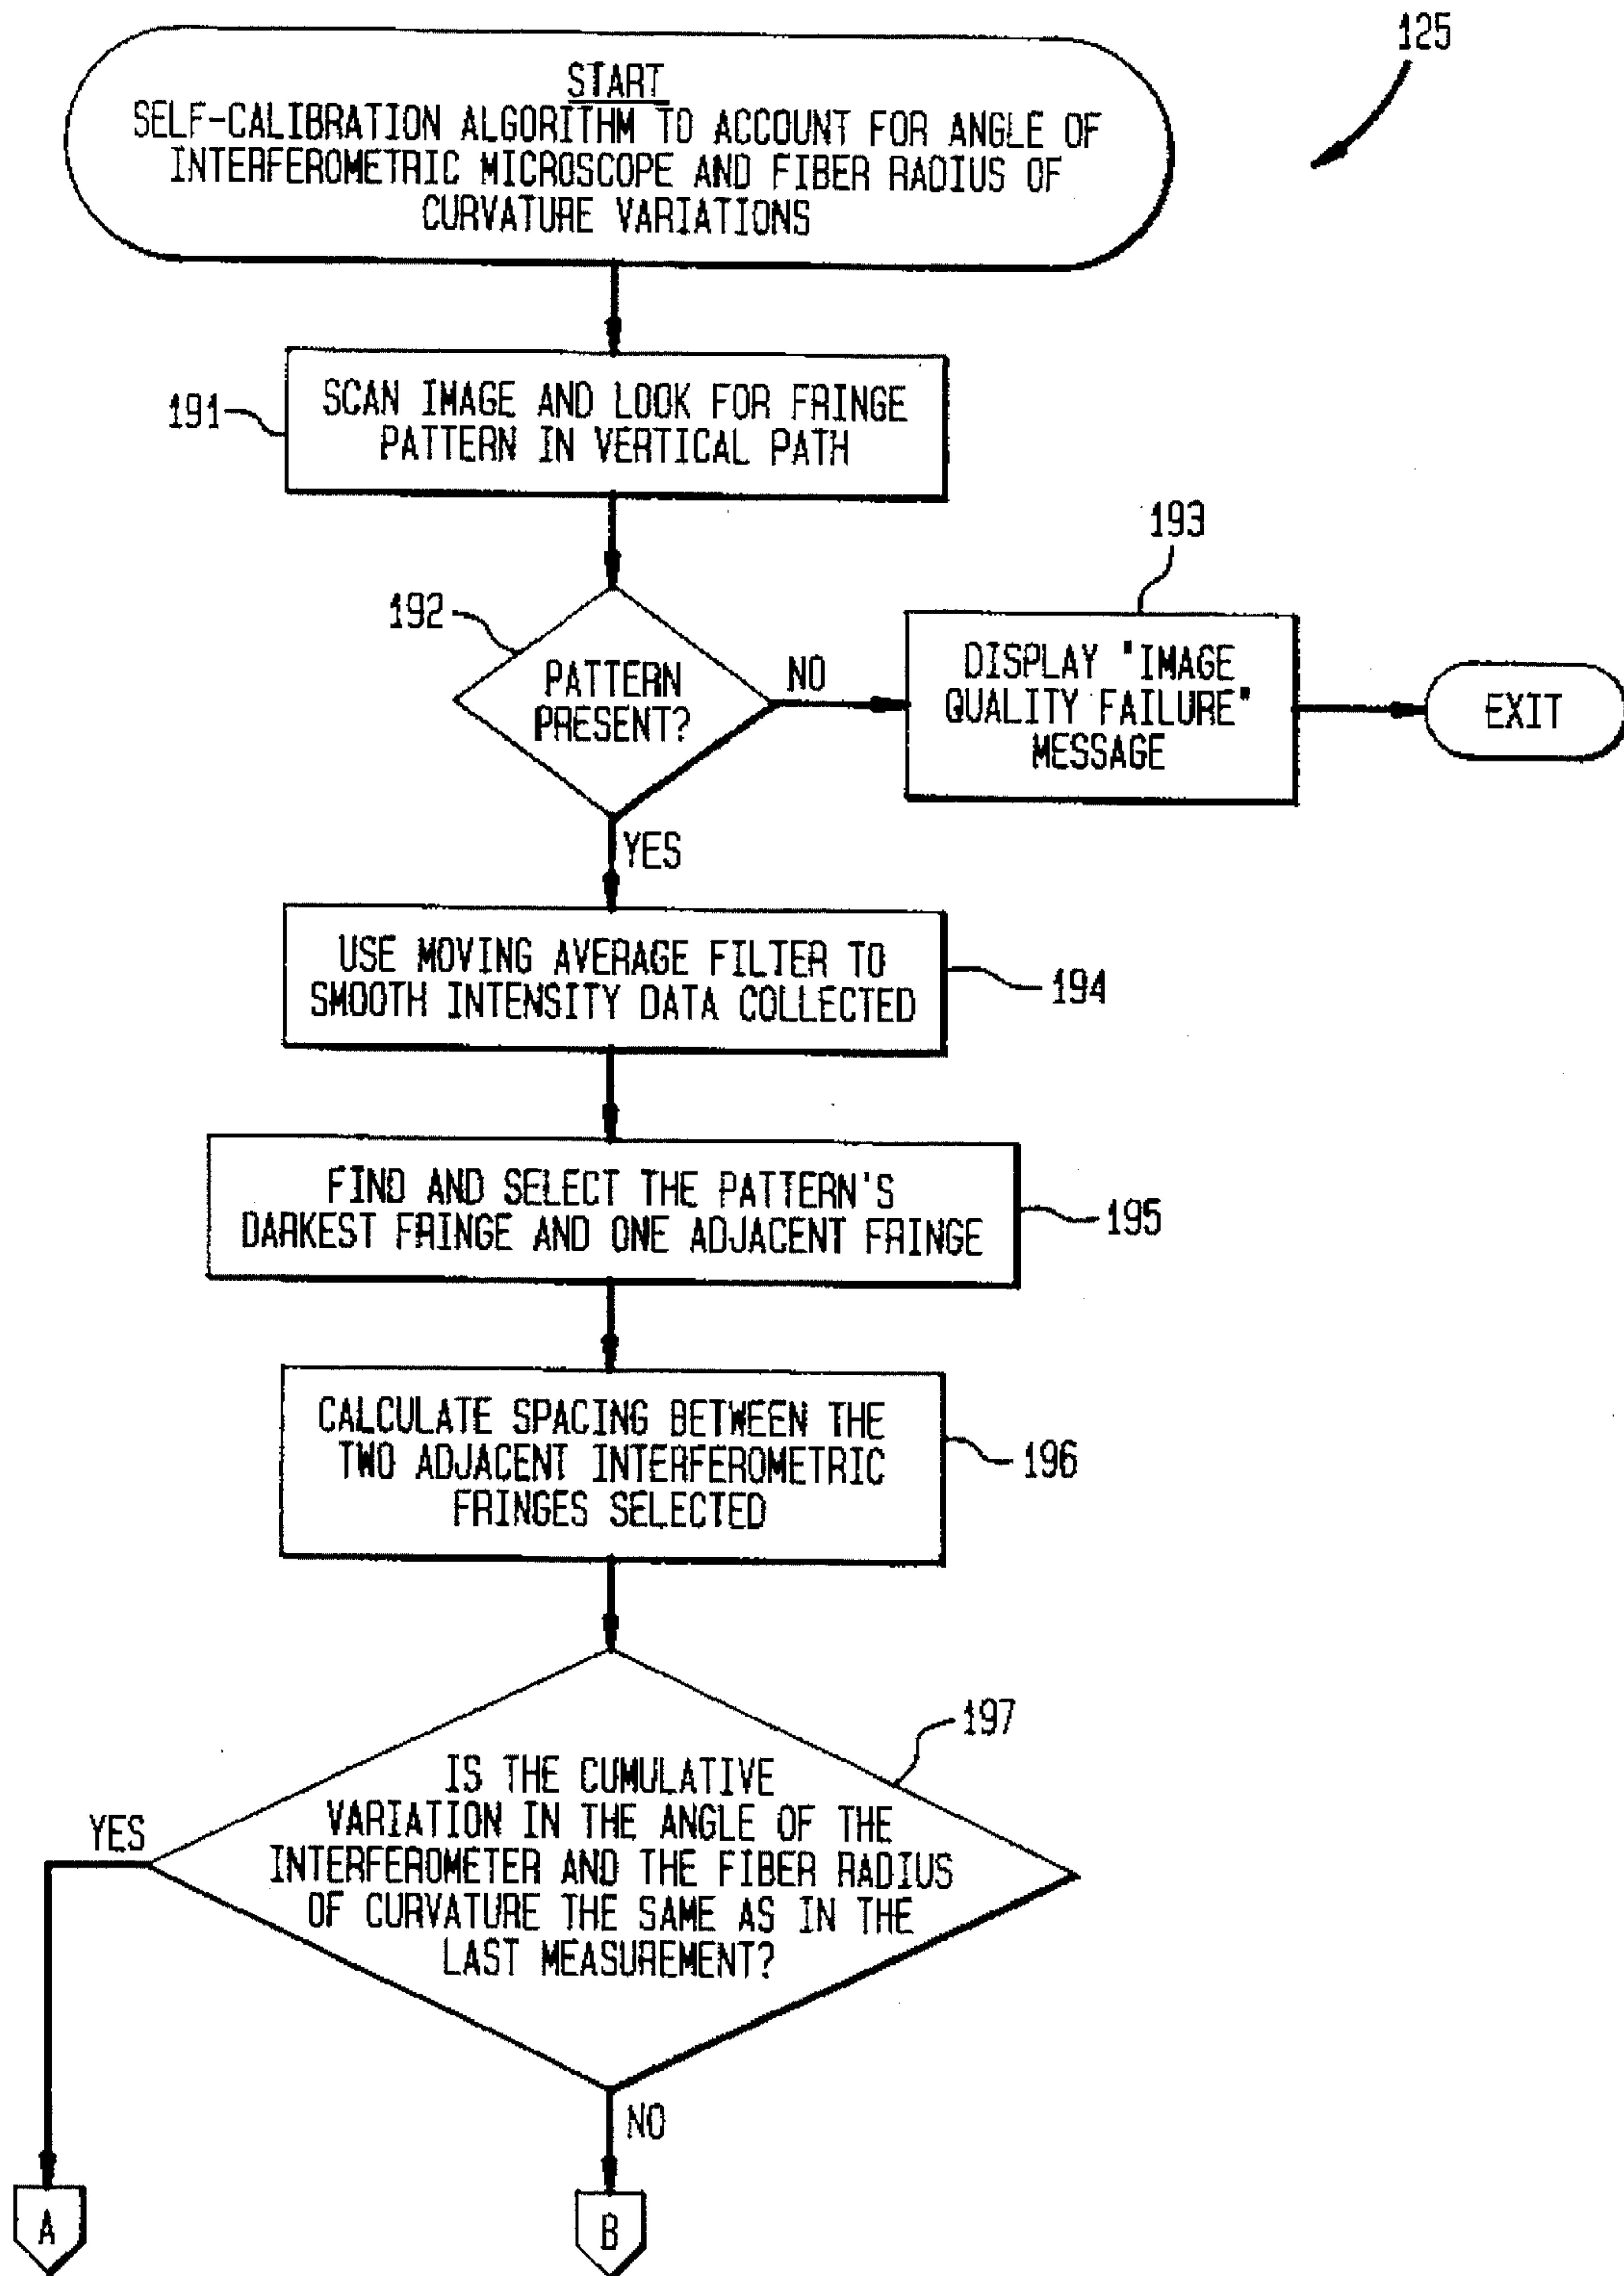 125
START
SELF-CALIBRATION ALGORITHM TO ACCOUNT FOR ANGLE OF
INTERFEROMETRIC MICROSCOPE AND FIBER RADIUS OF
CURVATURE VARIATIONS
191
SCAN IMAGE AND LOOK FOR FRINGE
PATTERN IN VERTICAL PATH
192
PATTERN
PRESENT?
NO
193
DISPLAY "IMAGE
QUALITY FAILURE"
MESSAGE
EXIT
YES
USE MOVING AVERAGE FILTER TO
SMOOTH INTENSITY DATA COLLECTED
194
FIND AND SELECT THE PATTERN'S
DARKEST FRINGE AND ONE ADJACENT FRINGE
195
CALCULATE SPACING BETWEEN THE
TWO ADJACENT INTERFEROMETRIC
FRINGES SELECTED
196
197
IS THE CUMULATIVE
VARIATION IN THE ANGLE OF THE
INTERFEROMETER AND THE FIBER RADIUS
OF CURVATURE THE SAME AS IN THE
LAST MEASUREMENT?
YES
NO
A
B